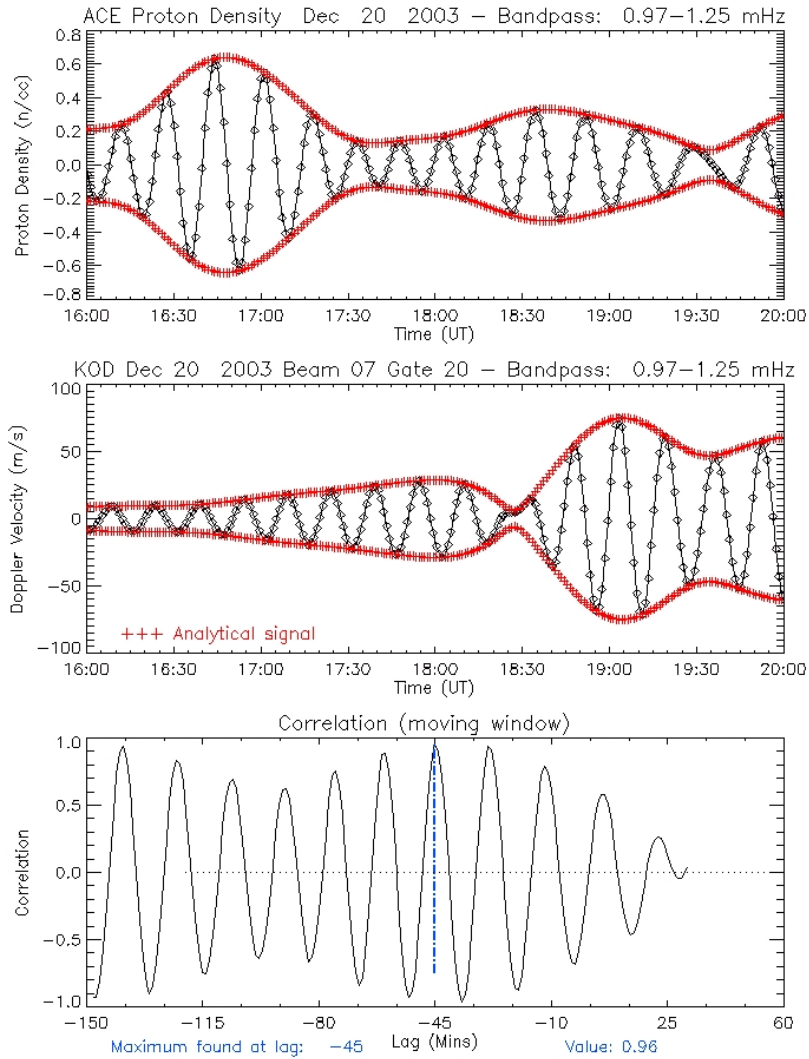 ACE Proton Density Dec 20 2003 – Bandpass: 0.97–1.25 mHz
0.8
0.6
0.4
0.2
0.0
−0.2
−0.4
−0.6
−0.8
Proton Density (n/cc)
16:00 16:30 17:00 17:30 18:00 18:30 19:00 19:30 20:00
Time (UT)
KOD Dec 20 2003 Beam 07 Gate 20 – Bandpass: 0.97–1.25 mHz
100
50
0
−50
−100
Doppler Velocity (m/s)
+++ Analytical signal
16:00 16:30 17:00 17:30 18:00 18:30 19:00 19:30 20:00
Time (UT)
Correlation (moving window)
1.0
0.5
0.0
−0.5
−1.0
Correlation
−150 −115 −80 −45 −10 25 60
Lag (Mins)
Maximum found at lag: −45 Value: 0.96